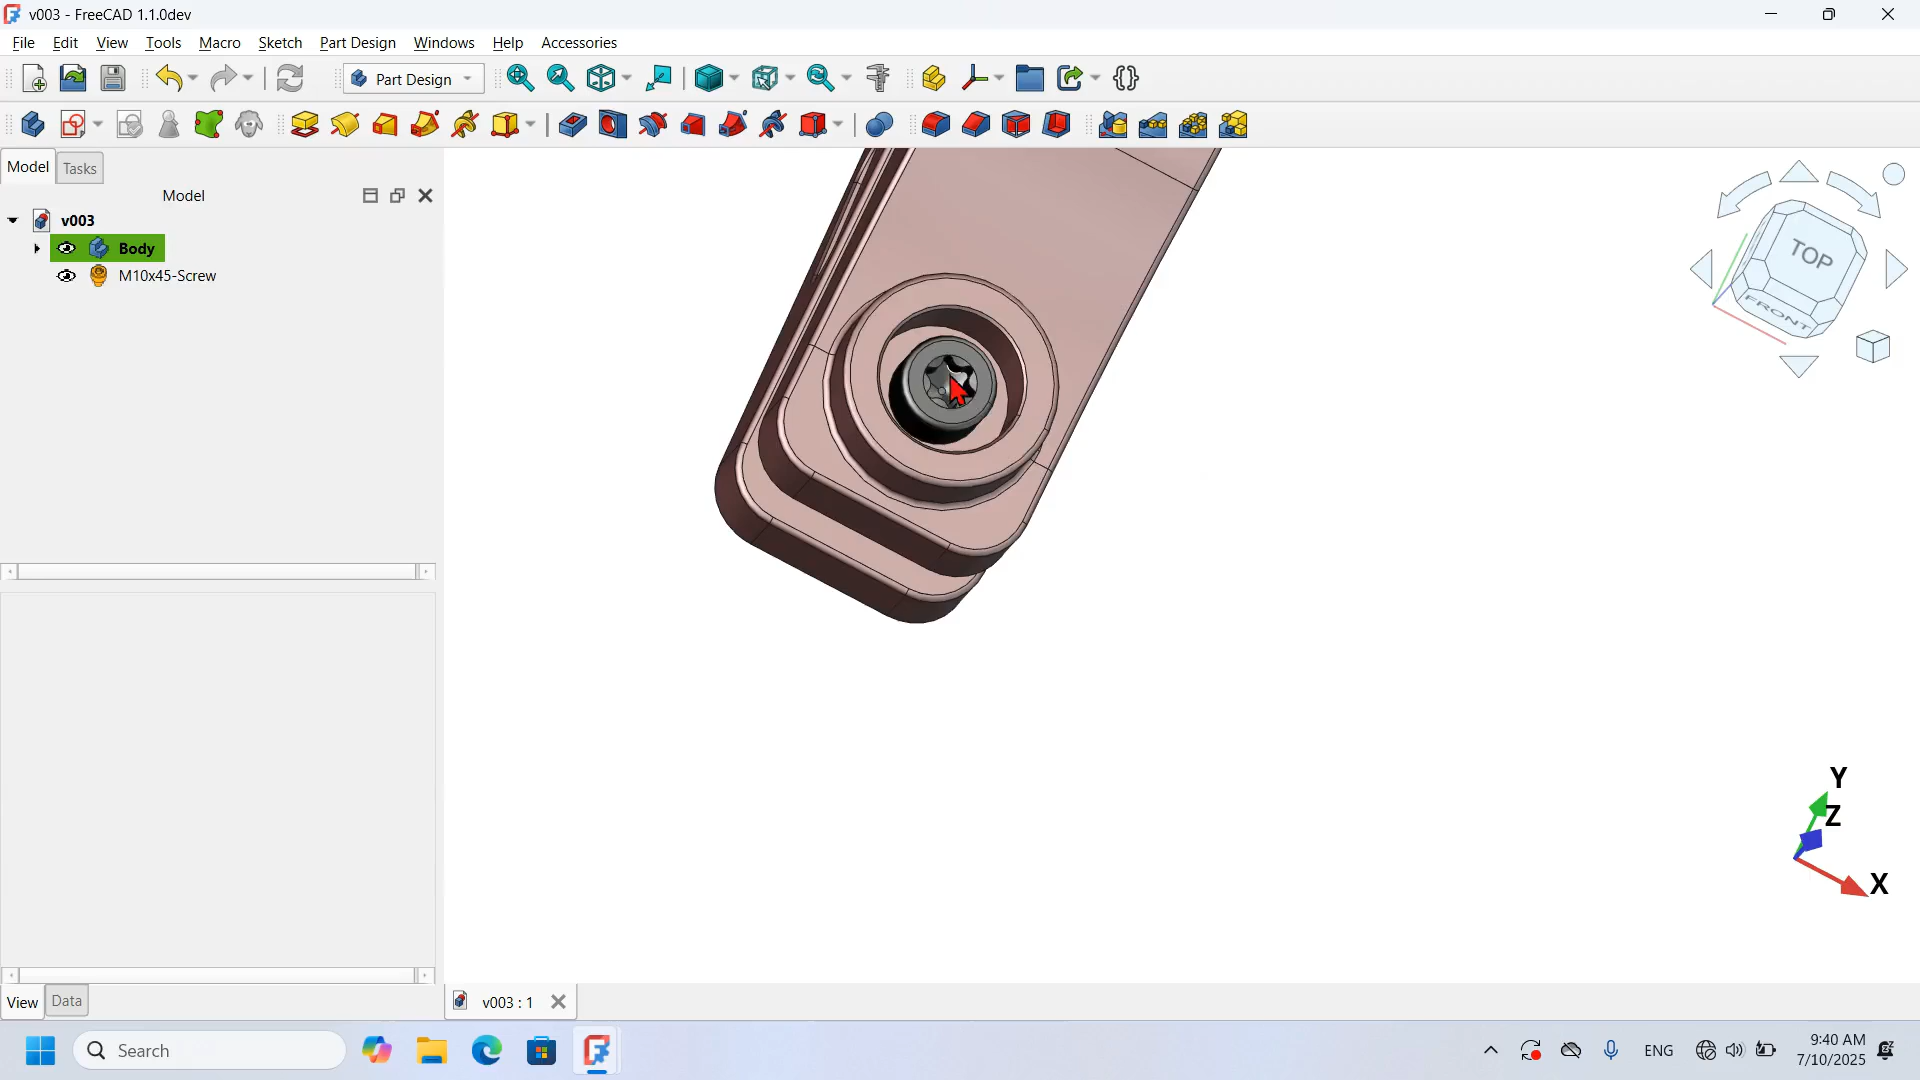 v003 - FreeCAD 1.1.0dev
File Edit View Tools Macro Sketch Part Design Windows Help Accessories
Part Design
Model Tasks
Model
v003
Body
M10x45-Screw
TOP
FRONT
Y
Z
X
View Data
v003 : 1
Search
ENG
9:40 AM
7/10/2025